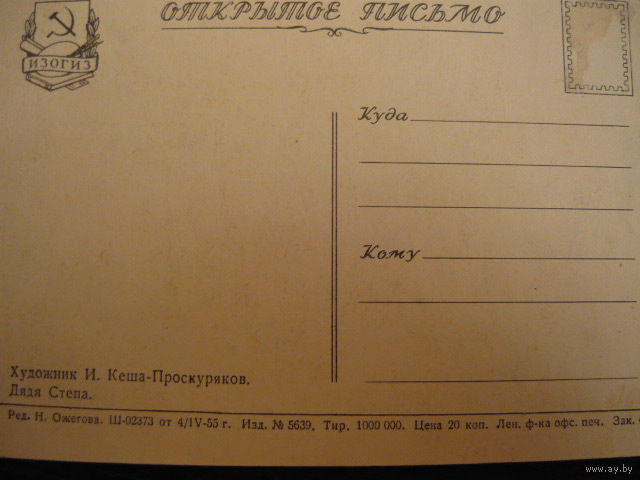 ОТКРЫТОЕ ПИСЬМО
ИЗОГИЗ
Куда
Кому
Художник И. Кеша-Проскуряков.
Дядя Степа.
Ред. Н. Ожегова. Ш-02373 от 4/IV-55 г. Изд. № 5639. Тир. 1000 000. Цена 20 коп. Лен. ф-ка офс. печ. Зак.
www.ay.by